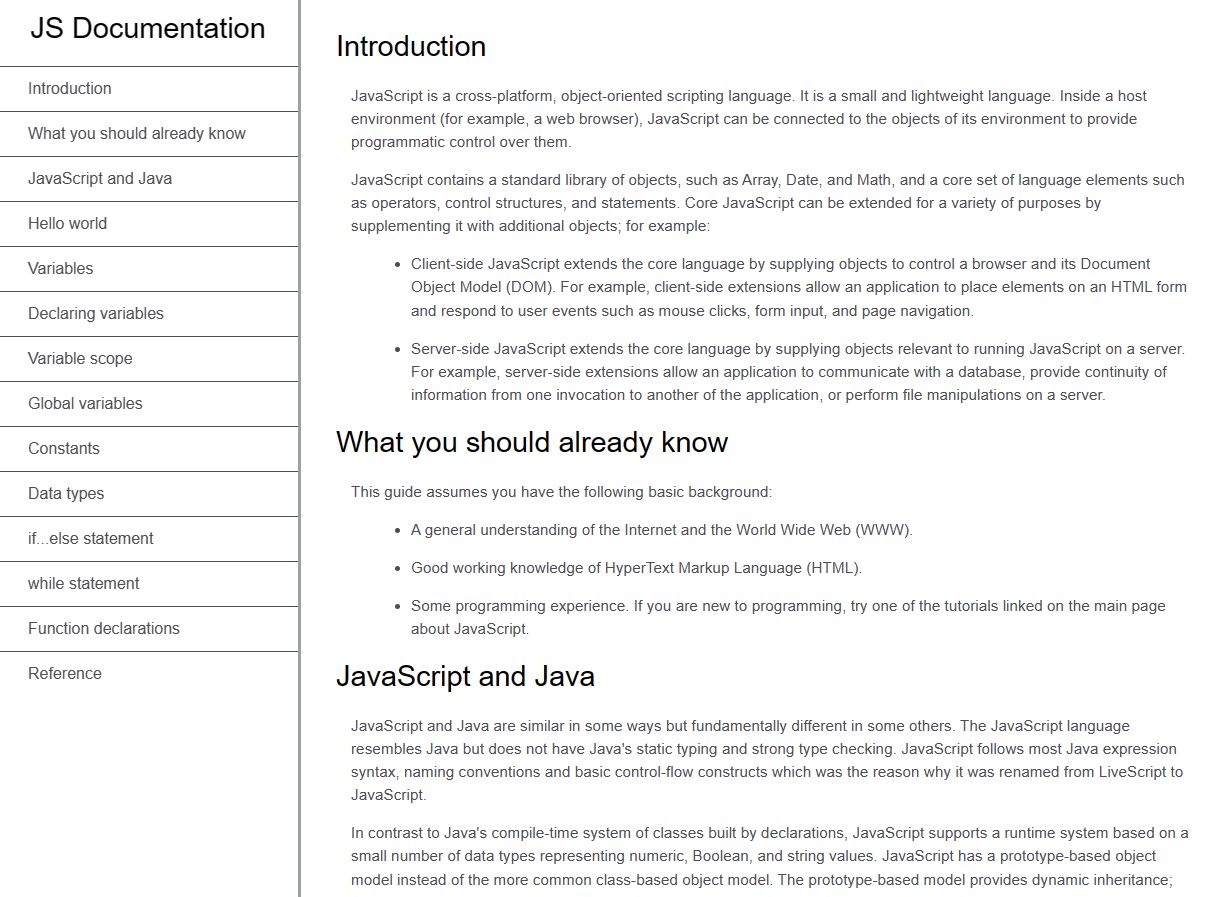 JS Documentation
Introduction
What you should already know
JavaScript and Java
Hello world
Variables
Declaring variables
Variable scope
Global variables
Constants
Data types
if...else statement
while statement
Function declarations
Reference
Introduction
JavaScript is a cross-platform, object-oriented scripting language. It is a small and lightweight language. Inside a host
environment (for example, a web browser), JavaScript can be connected to the objects of its environment to provide
programmatic control over them.
JavaScript contains a standard library of objects, such as Array, Date, and Math, and a core set of language elements such
as operators, control structures, and statements. Core JavaScript can be extended for a variety of purposes by
supplementing it with additional objects; for example:
• Client-side JavaScript extends the core language by supplying objects to control a browser and its Document
Object Model (DOM). For example, client-side extensions allow an application to place elements on an HTML form
and respond to user events such as mouse clicks, form input, and page navigation.
• Server-side JavaScript extends the core language by supplying objects relevant to running JavaScript on a server.
For example, server-side extensions allow an application to communicate with a database, provide continuity of
information from one invocation to another of the application, or perform file manipulations on a server.
What you should already know
This guide assumes you have the following basic background:
• A general understanding of the Internet and the World Wide Web (WWW).
• Good working knowledge of HyperText Markup Language (HTML).
• Some programming experience. If you are new to programming, try one of the tutorials linked on the main page
about JavaScript.
JavaScript and Java
JavaScript and Java are similar in some ways but fundamentally different in some others. The JavaScript language
resembles Java but does not have Java's static typing and strong type checking. JavaScript follows most Java expression
syntax, naming conventions and basic control-flow constructs which was the reason why it was renamed from LiveScript to
JavaScript.
In contrast to Java's compile-time system of classes built by declarations, JavaScript supports a runtime system based on a
small number of data types representing numeric, Boolean, and string values. JavaScript has a prototype-based object
model instead of the more common class-based object model. The prototype-based model provides dynamic inheritance;